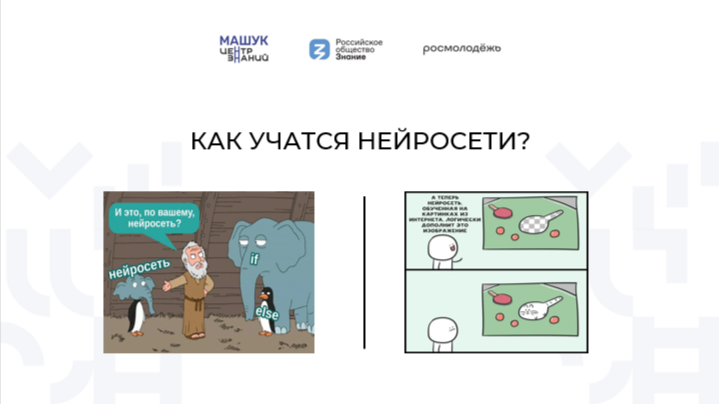 МАШУК
ЦЕНТР
ЗНАНИЙ
Российское
общество
Знание
росмолодёжь
КАК УЧАТСЯ НЕЙРОСЕТИ?
И это, по вашему,
нейросеть?
нейросеть
if
else
А ТЕПЕРЬ
НЕЙРОСЕТЬ,
ОБУЧЕННАЯ НА
КАРТИНКАХ ИЗ
ИНТЕРНЕТА, ЛОГИЧЕСКИ
ДОПОЛНИТ ЭТО
ИЗОБРАЖЕНИЕ